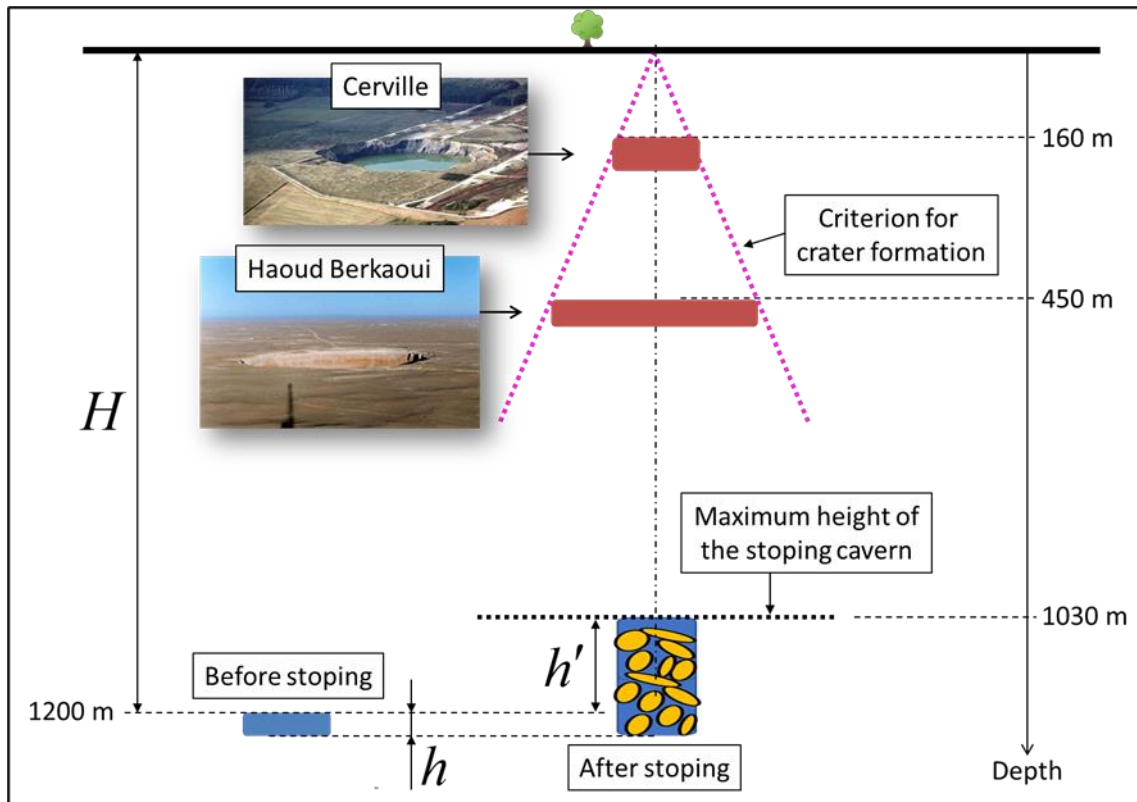 Cerville
160 m
Criterion for
crater formation
Haoud Berkaoui
450 m
H
Maximum height of
the stoping cavern
1030 m
h'
Before stoping
1200 m
h
After stoping
Depth